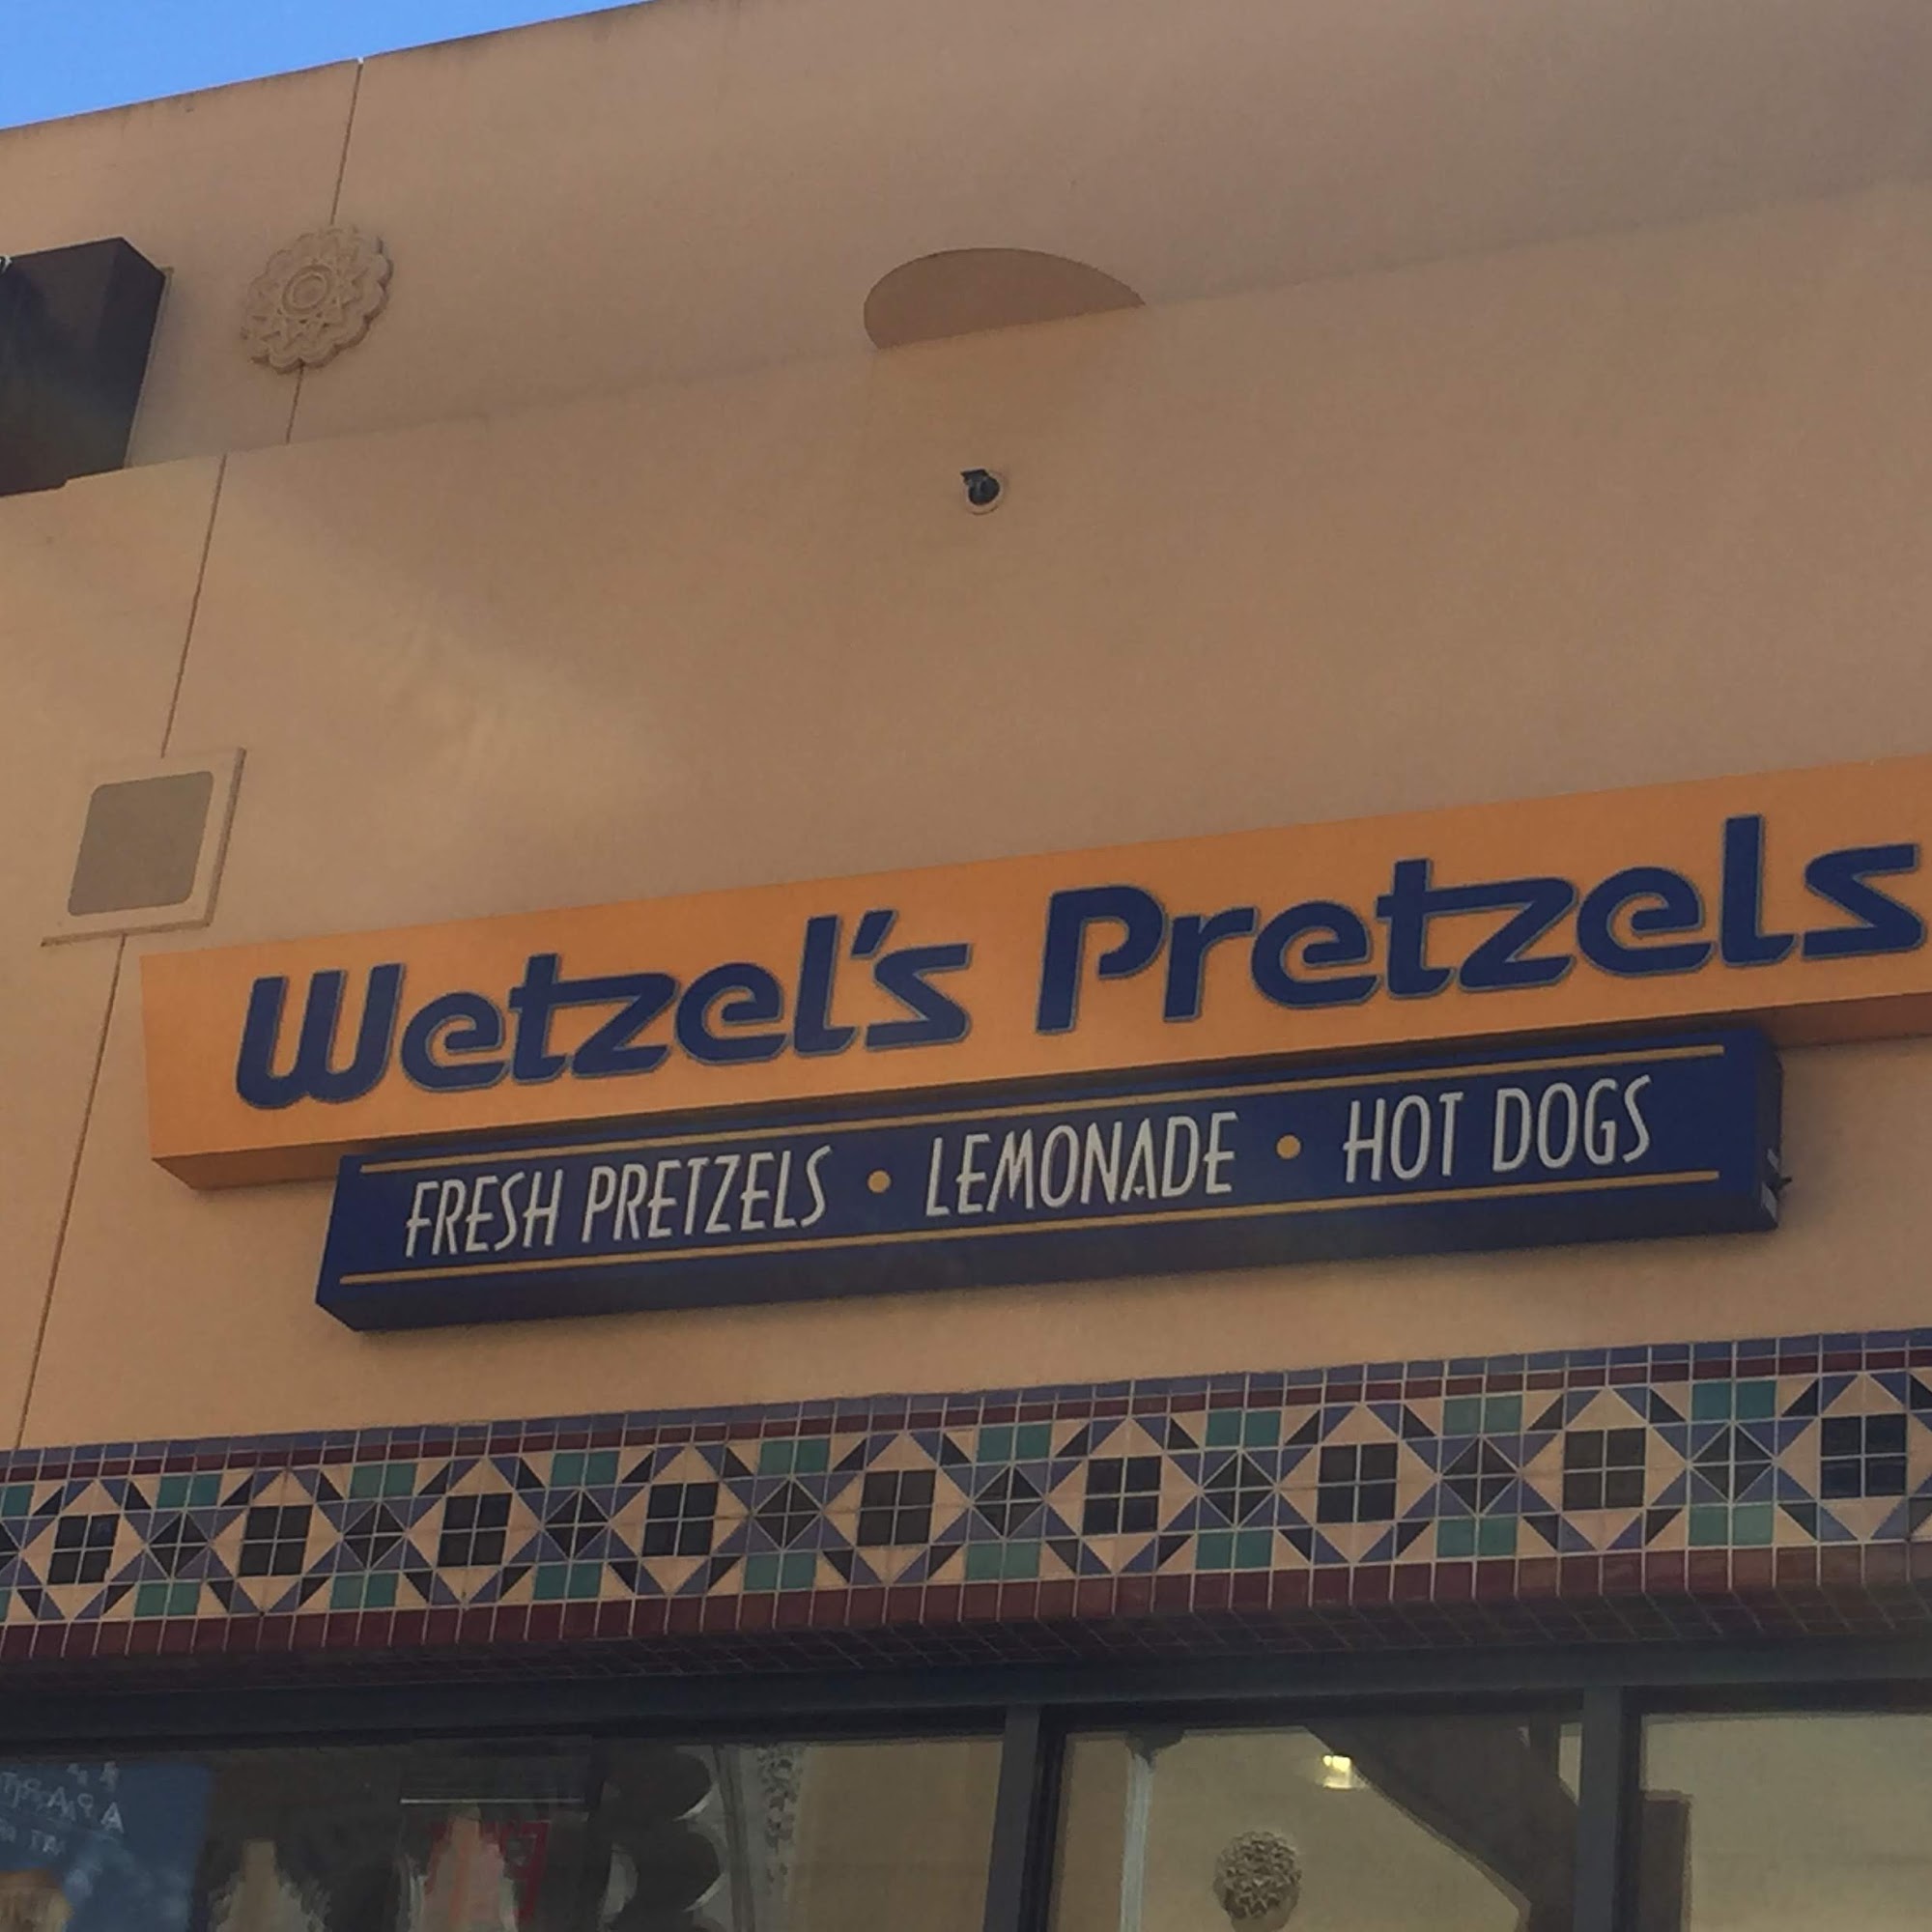 Wetzel's Pretzels
FRESH PRETZELS • LEMONADE • HOT DOGS